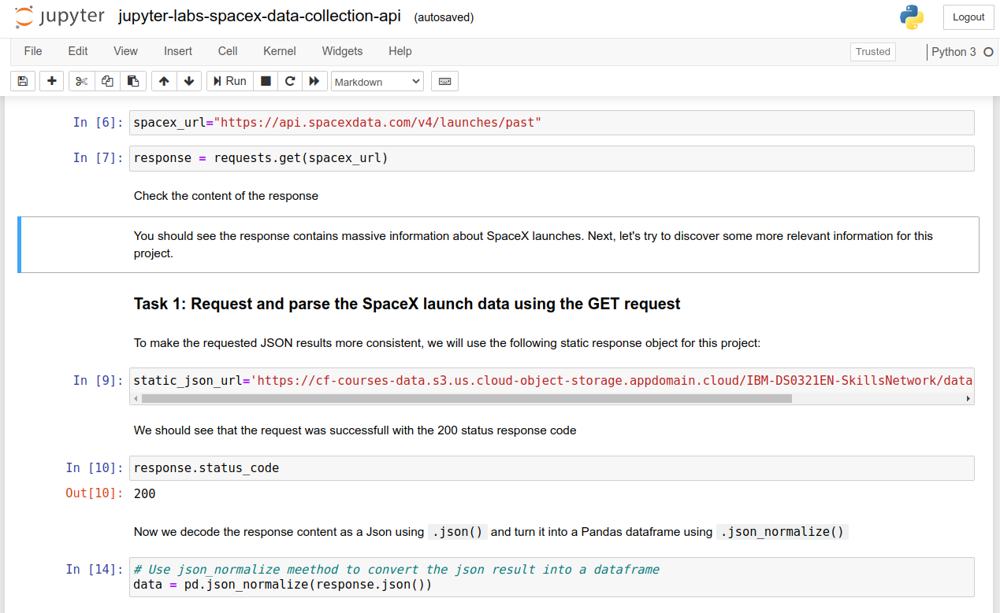 jupyter jupyter-labs-spacex-data-collection-api (autosaved) Logout
File Edit View Insert Cell Kernel Widgets Help Trusted Python 3
Run Markdown
In [6]: spacex_url="https://api.spacexdata.com/v4/launches/past"
In [7]: response = requests.get(spacex_url)
Check the content of the response
You should see the response contains massive information about SpaceX launches. Next, let's try to discover some more relevant information for this
project.
Task 1: Request and parse the SpaceX launch data using the GET request
To make the requested JSON results more consistent, we will use the following static response object for this project:
In [9]: static_json_url='https://cf-courses-data.s3.us.cloud-object-storage.appdomain.cloud/IBM-DS0321EN-SkillsNetwork/data
We should see that the request was successfull with the 200 status response code
In [10]: response.status_code
Out[10]: 200
Now we decode the response content as a Json using .json() and turn it into a Pandas dataframe using .json_normalize()
In [14]: # Use json_normalize meethod to convert the json result into a dataframe
data = pd.json_normalize(response.json())